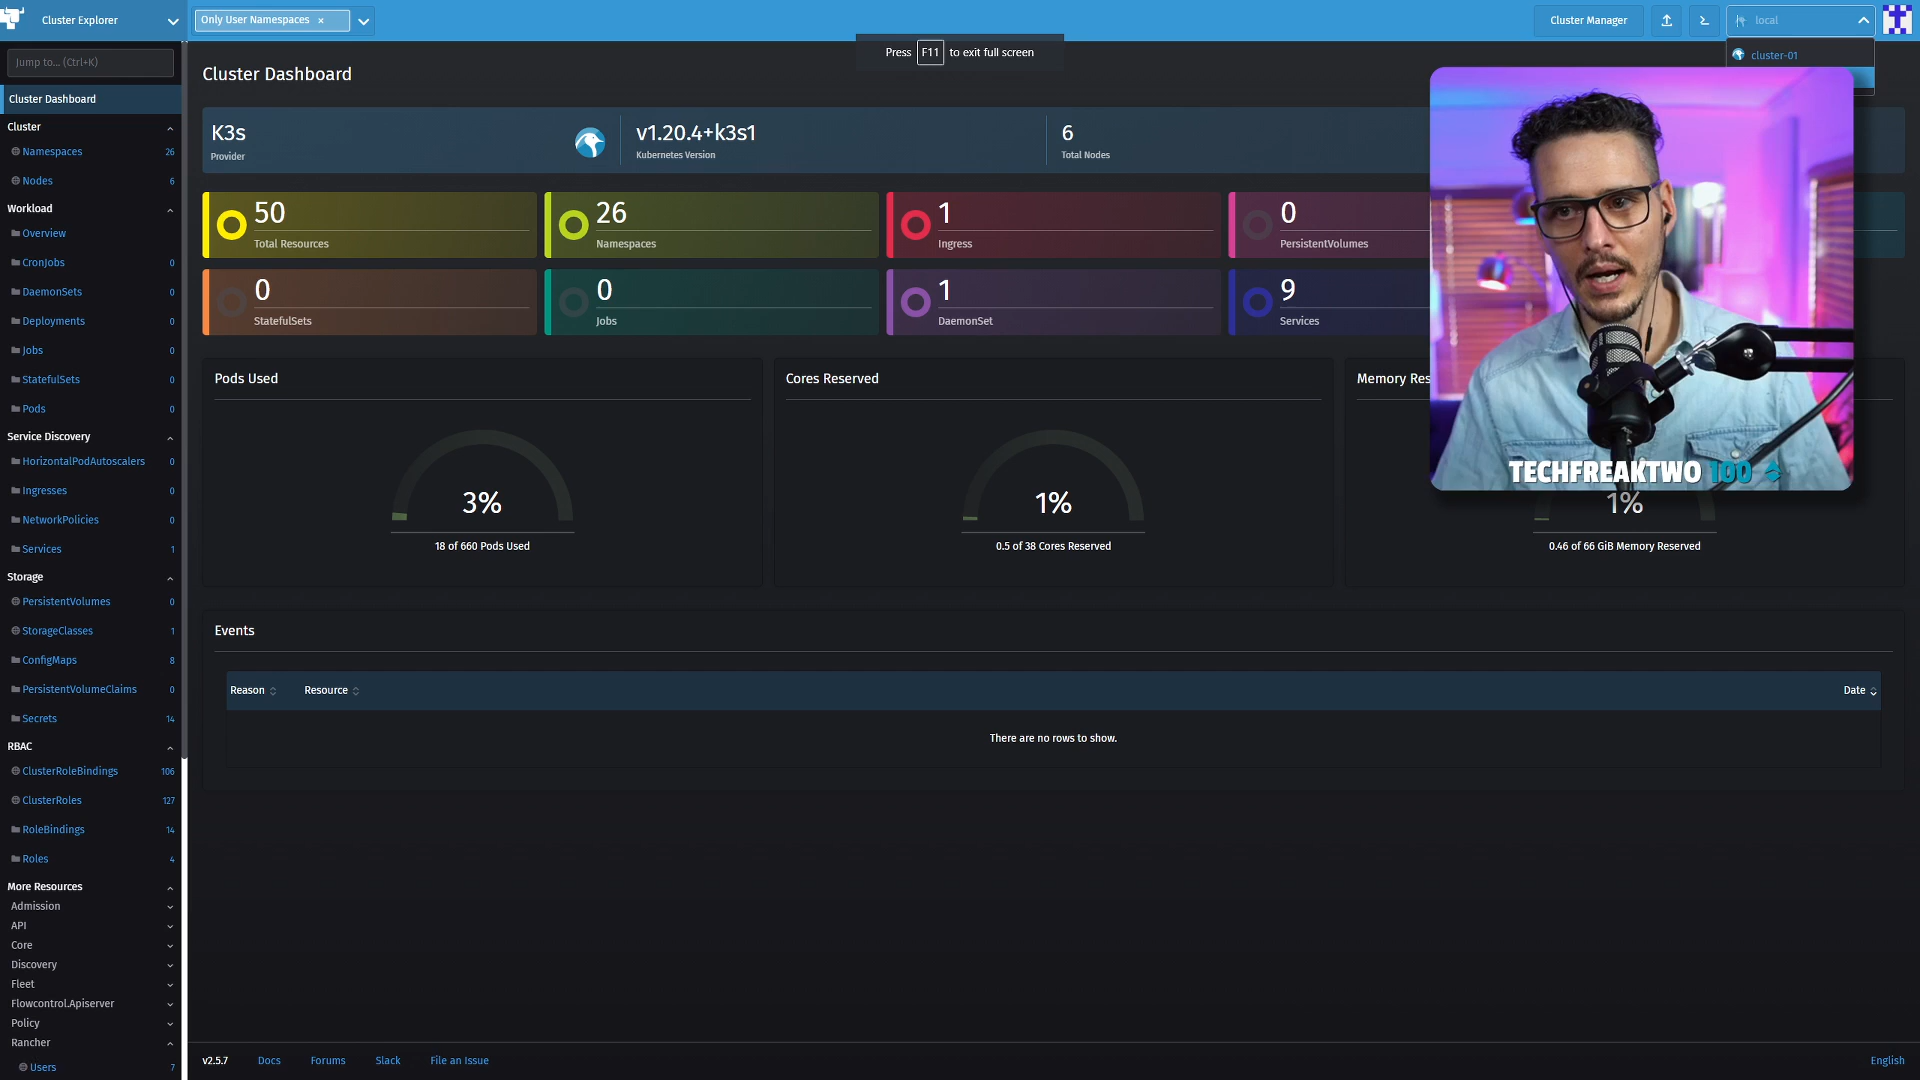 Cluster Explorer
Only User Namespaces ×
Cluster Manager
local
cluster-01
Press F11 to exit full screen
Jump to... (Ctrl+K)
Cluster Dashboard
Cluster
Namespaces 26
Nodes 6
Workload
Overview
CronJobs 0
DaemonSets 0
Deployments 0
Jobs 0
StatefulSets 0
Pods 0
Service Discovery
HorizontalPodAutoscalers 0
Ingresses 0
NetworkPolicies 0
Services 1
Storage
PersistentVolumes 0
StorageClasses 1
ConfigMaps 8
PersistentVolumeClaims 0
Secrets 14
RBAC
ClusterRoleBindings 106
ClusterRoles 127
RoleBindings 14
Roles 4
More Resources
Admission
API
Core
Discovery
Fleet
Flowcontrol.Apiserver
Policy
Rancher
Users 7
Cluster Dashboard
K3s
Provider
v1.20.4+k3s1
Kubernetes Version
6
Total Nodes
50
Total Resources
26
Namespaces
1
Ingress
0
PersistentVolumes
0
StatefulSets
0
Jobs
1
DaemonSet
9
Services
TECHFREAKTWO 100
Pods Used
3%
18 of 660 Pods Used
Cores Reserved
1%
0.5 of 38 Cores Reserved
Memory Res
1%
0.46 of 66 GiB Memory Reserved
Events
Reason Resource Date
There are no rows to show.
v2.5.7 Docs Forums Slack File an Issue English